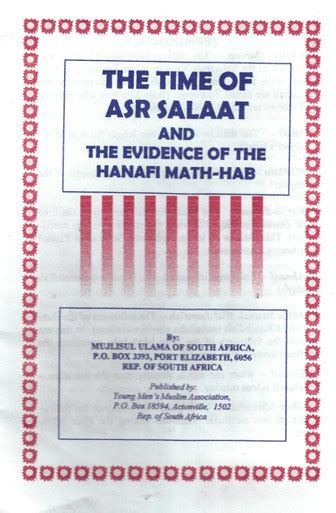 THE TIME OF
ASR SALAAT
AND
THE EVIDENCE OF THE
HANAFI MATH-HAB
By:
MUJLISUL ULAMA OF SOUTH AFRICA,
P.O. BOX 3393, PORT ELIZABETH, 6056
REP. OF SOUTH AFRICA
Published by:
Young Men's Muslim Association,
P.O. Box 18594, Actonville, 1502
Rep. of South Africa